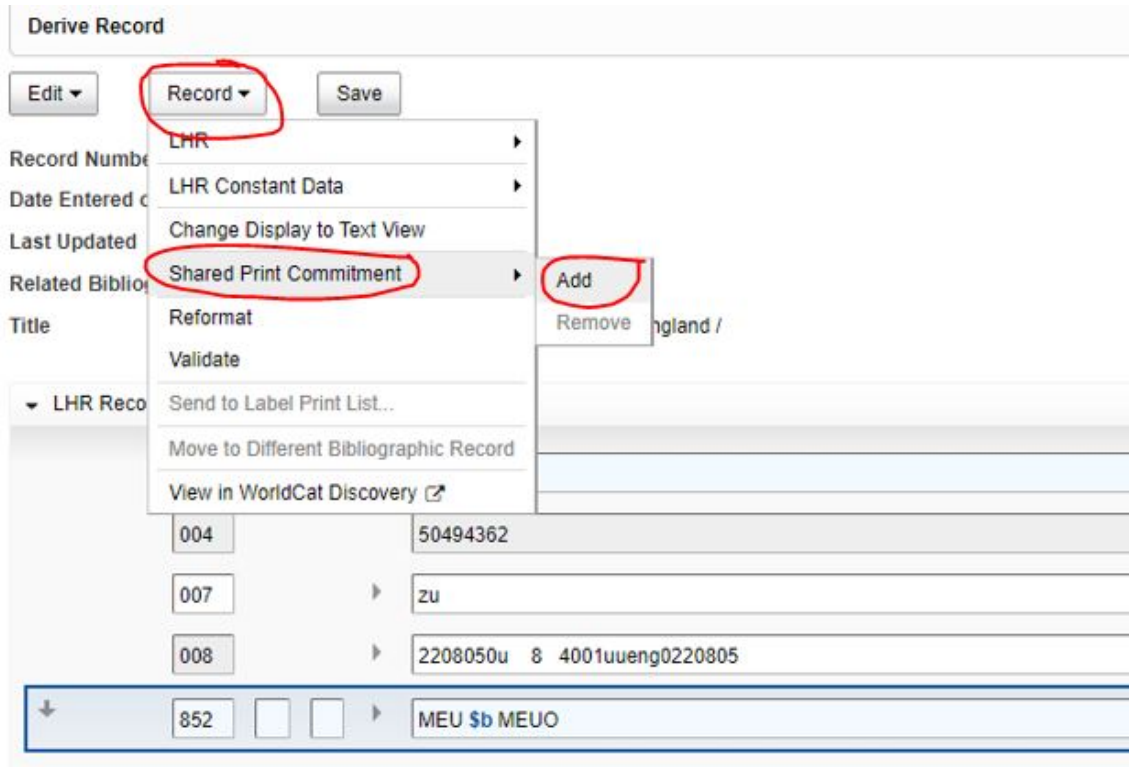 Derive Record
Edit Record Save
LHR
LHR Constant Data
Change Display to Text View
Shared Print Commitment
Reformat
Validate
Send to Label Print List...
Move to Different Bibliographic Record
View in WorldCat Discovery
Add
Remove
Record Numbe
Date Entered o
Last Updated
Related Bibliog
Title ngland /
LHR Reco
004 50494362
007 zu
008 2208050u 8 4001uueng0220805
852 MEU $b MEUO